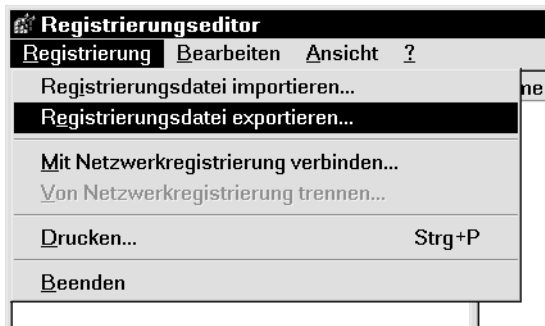 Registrierungseditor
Registrierung Bearbeiten Ansicht ?
Registrierungsdatei importieren...
Registrierungsdatei exportieren...
Mit Netzwerkregistrierung verbinden...
Von Netzwerkregistrierung trennen...
Drucken... Strg+P
Beenden